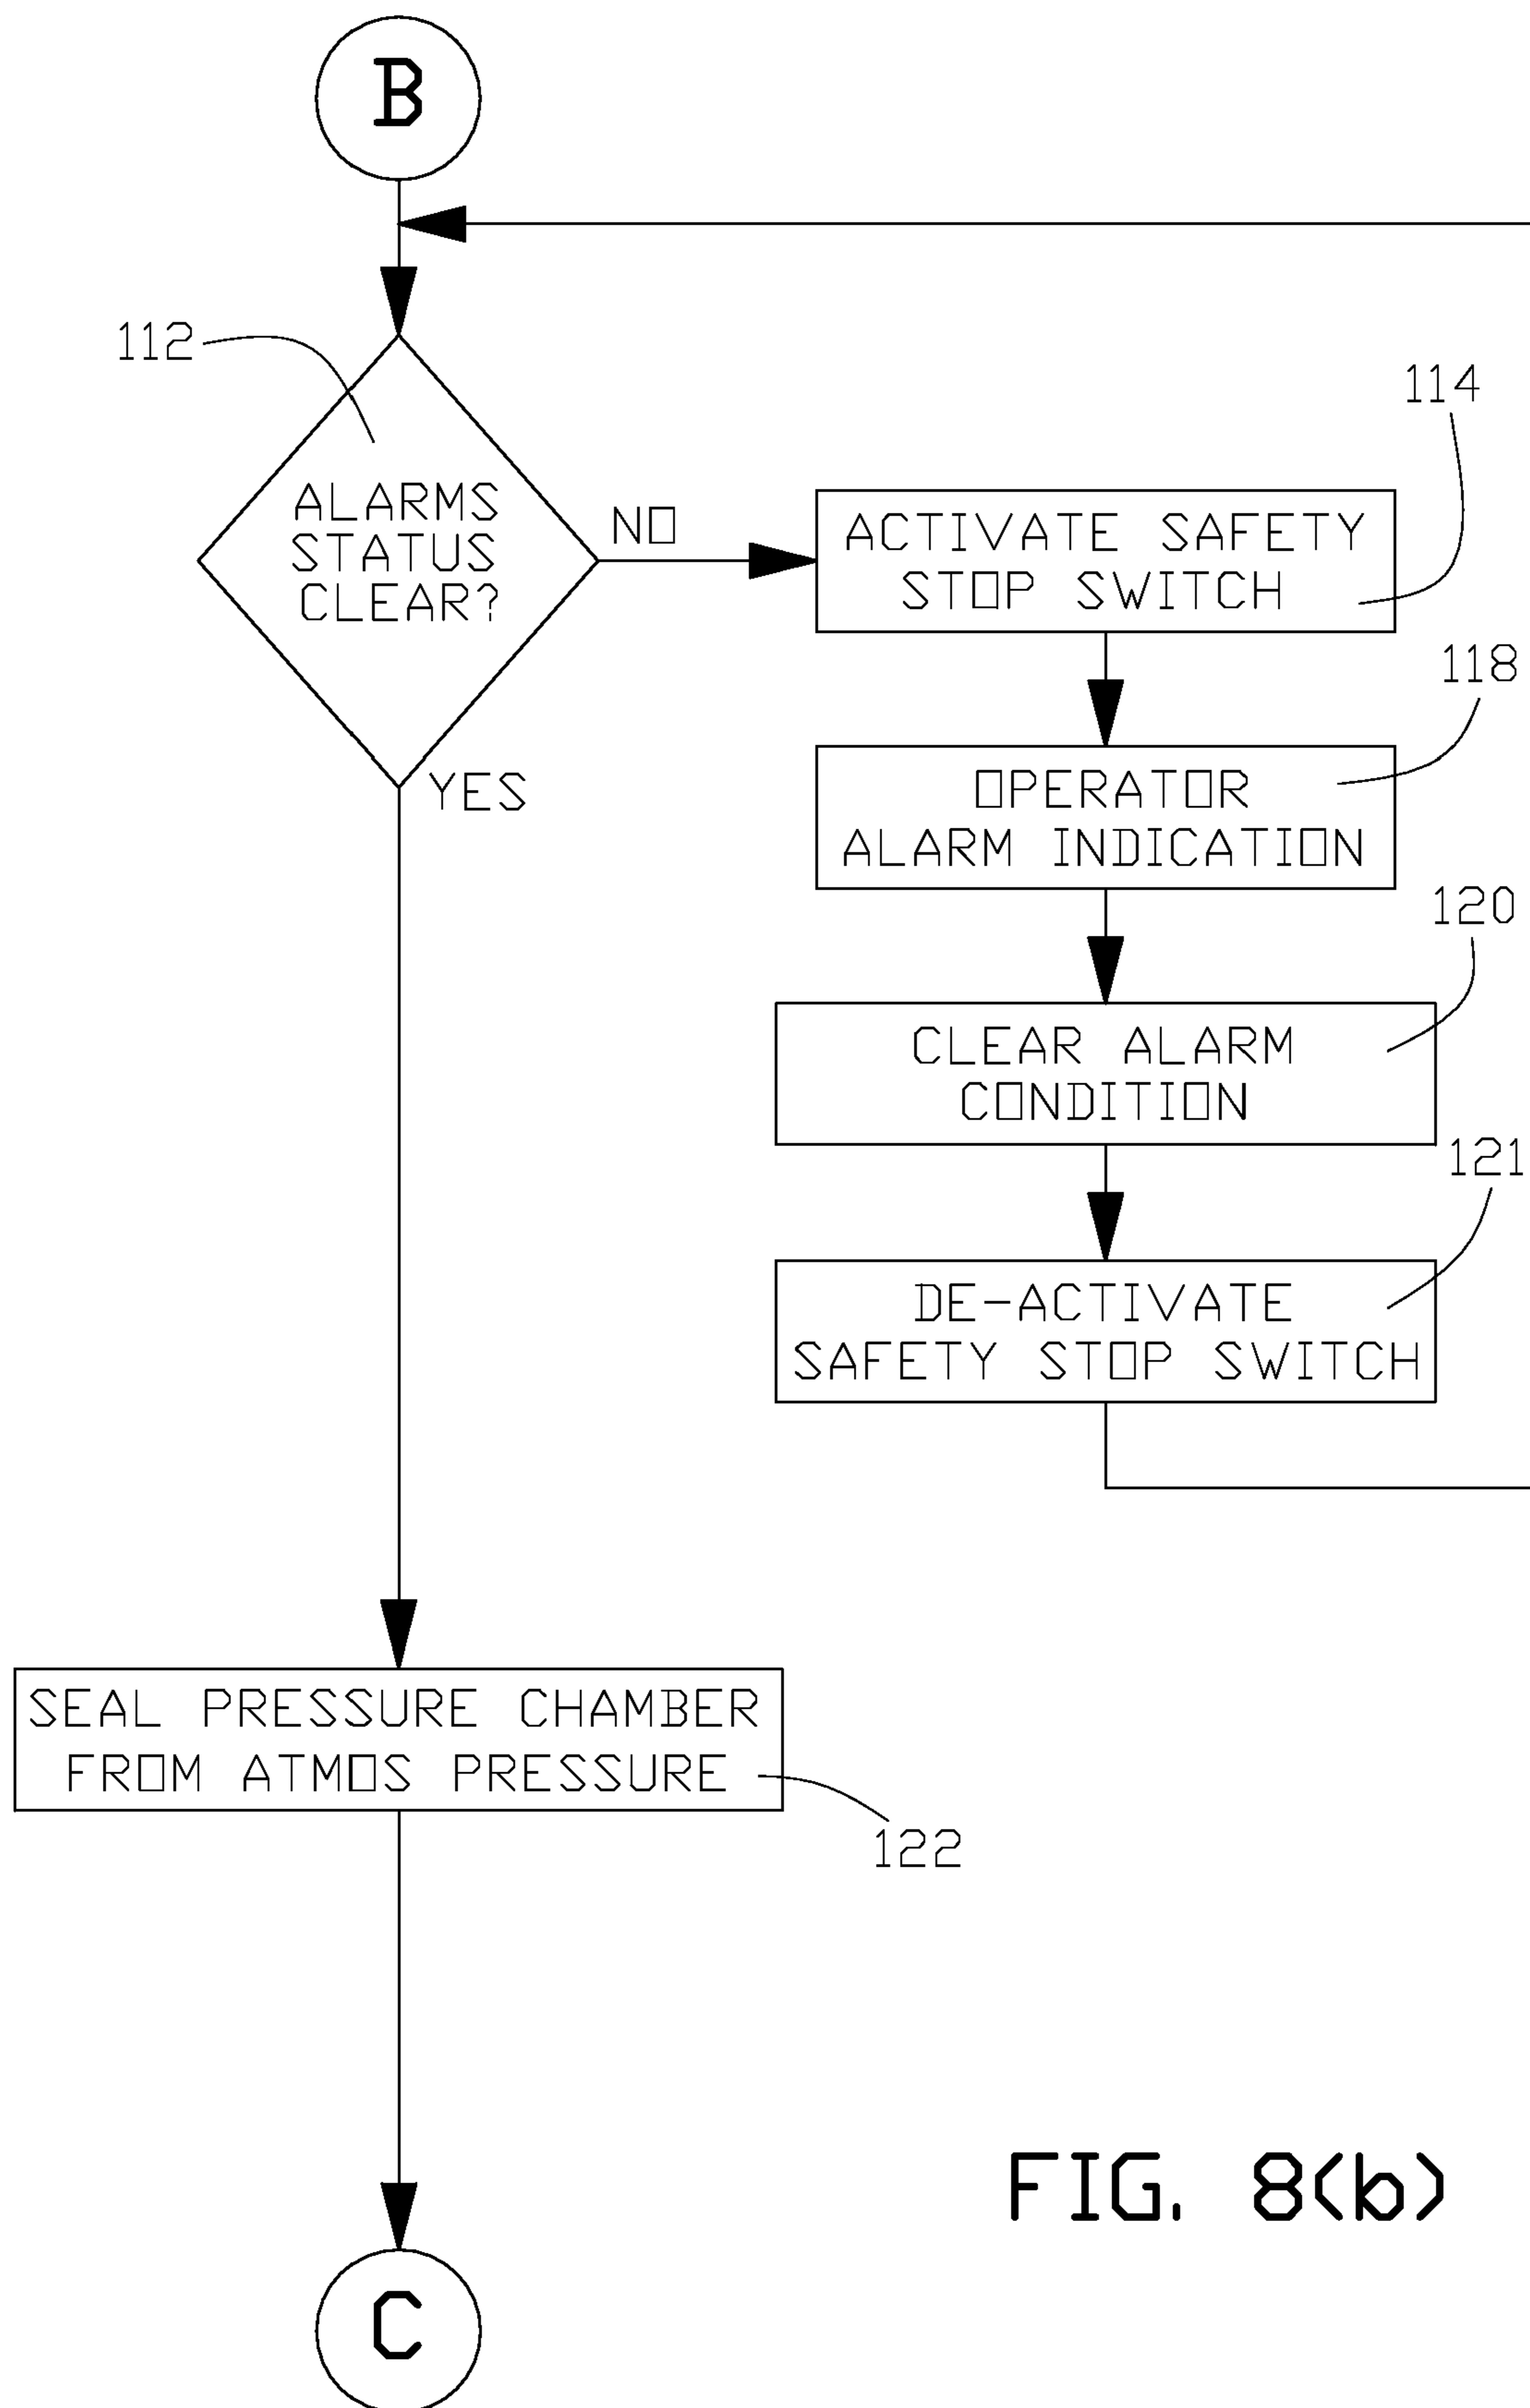 B
112
ALARMS
STATUS
CLEAR?
NO
YES
114
ACTIVATE SAFETY
STOP SWITCH
118
OPERATOR
ALARM INDICATION
120
CLEAR ALARM
CONDITION
121
DE-ACTIVATE
SAFETY STOP SWITCH
SEAL PRESSURE CHAMBER
FROM ATMOS PRESSURE
122
FIG. 8(b)
C